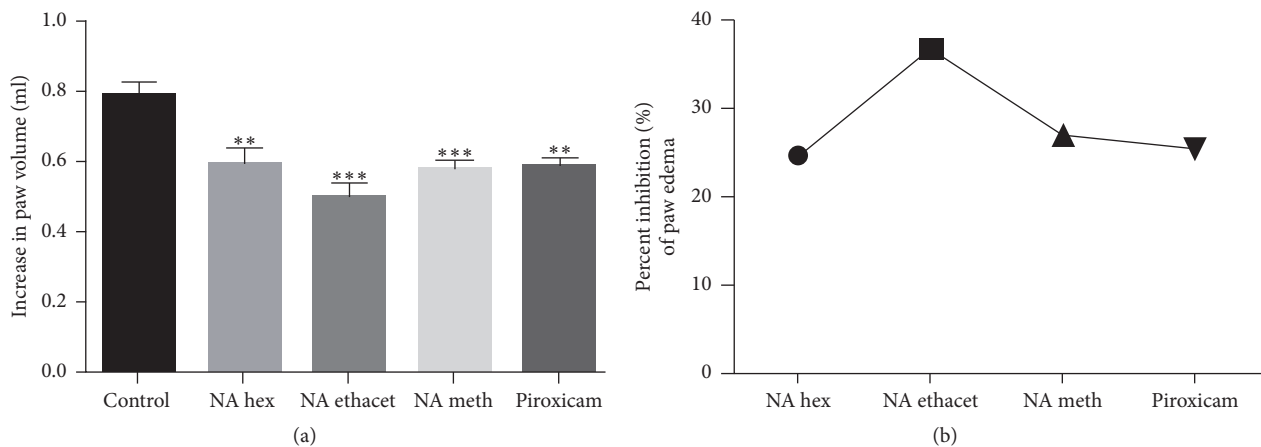 Increase in paw volume (ml)
1.0
0.8
0.6
0.4
0.2
0.0
**
***
***
**
Control
NA hex
NA ethacet
NA meth
Piroxicam
(a)
Percent inhibition (%)
of paw edema
40
30
20
10
0
NA hex
NA ethacet
NA meth
Piroxicam
(b)